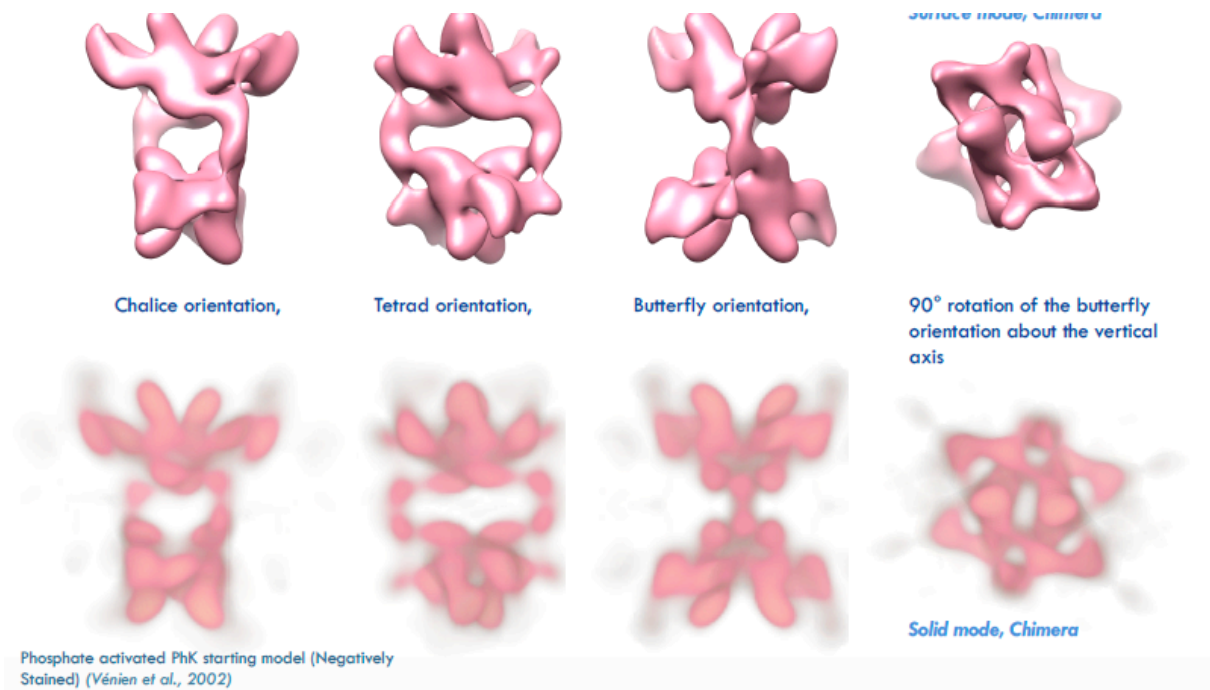 Surface mode, Chimera
Chalice orientation,
Tetrad orientation,
Butterfly orientation,
90° rotation of the butterfly
orientation about the vertical
axis
Solid mode, Chimera
Phosphate activated PhK starting model (Negatively
Stained) (Vénien et al., 2002)